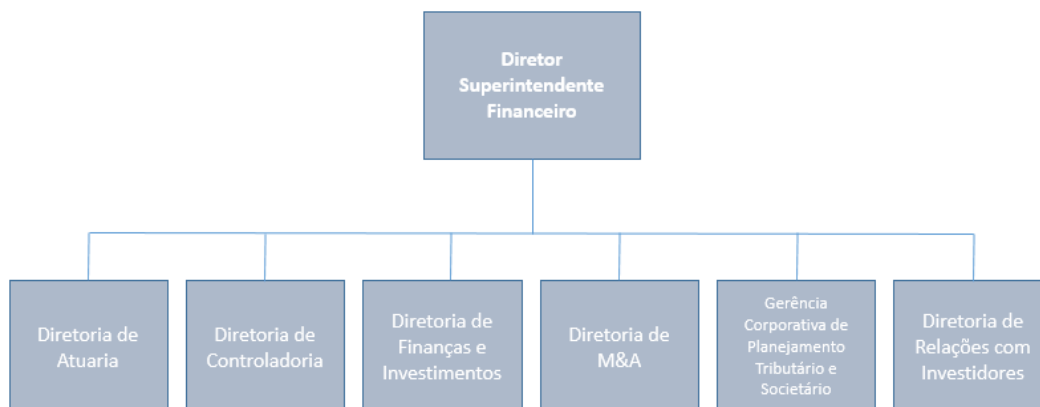 Diretor
Superintendente
Financeiro
Diretoria de
Atuaria
Diretoria de
Controladoria
Diretoria de
Finanças e
Investimentos
Diretoria de
M&A
Gerência
Corporativa de
Planejamento
Tributário e
Societário
Diretoria de
Relações com
Investidores